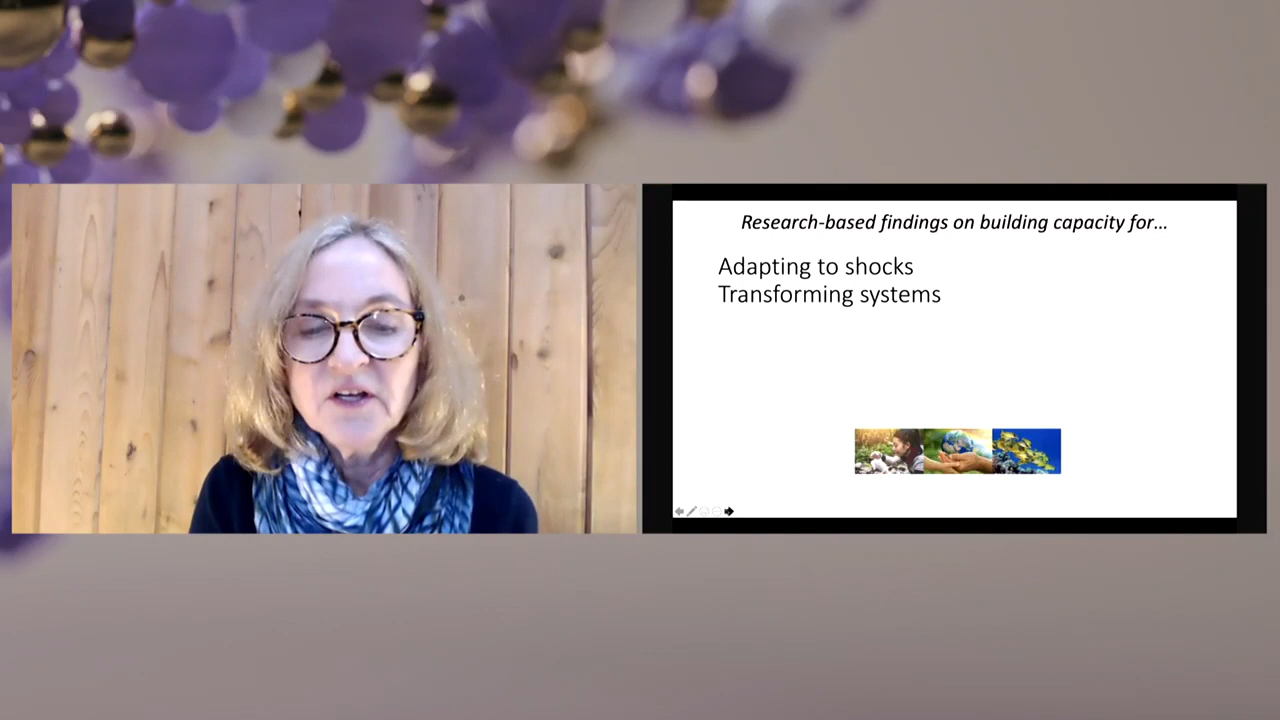 Research-based findings on building capacity for...
Adapting to shocks
Transforming systems